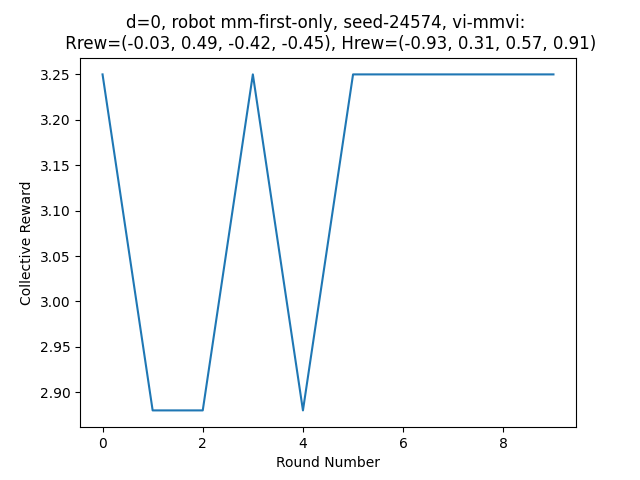 d=0, robot mm-first-only, seed-24574, vi-mmvi:
Rrew=(-0.03, 0.49, -0.42, -0.45), Hrew=(-0.93, 0.31, 0.57, 0.91)
3.25
3.20
3.15
3.10
3.05
3.00
2.95
2.90
Collective Reward
0 2 4 6 8
Round Number